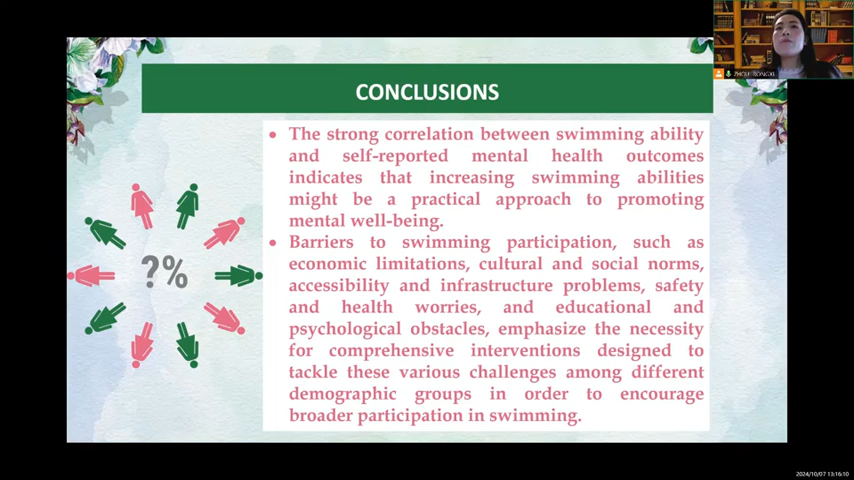 CONCLUSIONS
• The strong correlation between swimming ability
and self-reported mental health outcomes
indicates that increasing swimming abilities
might be a practical approach to promoting
mental well-being.
• Barriers to swimming participation, such as
economic limitations, cultural and social norms,
accessibility and infrastructure problems, safety
and health worries, and educational and
psychological obstacles, emphasize the necessity
for comprehensive interventions designed to
tackle these various challenges among different
demographic groups in order to encourage
broader participation in swimming.
?%
2024/10/07 13:16:10